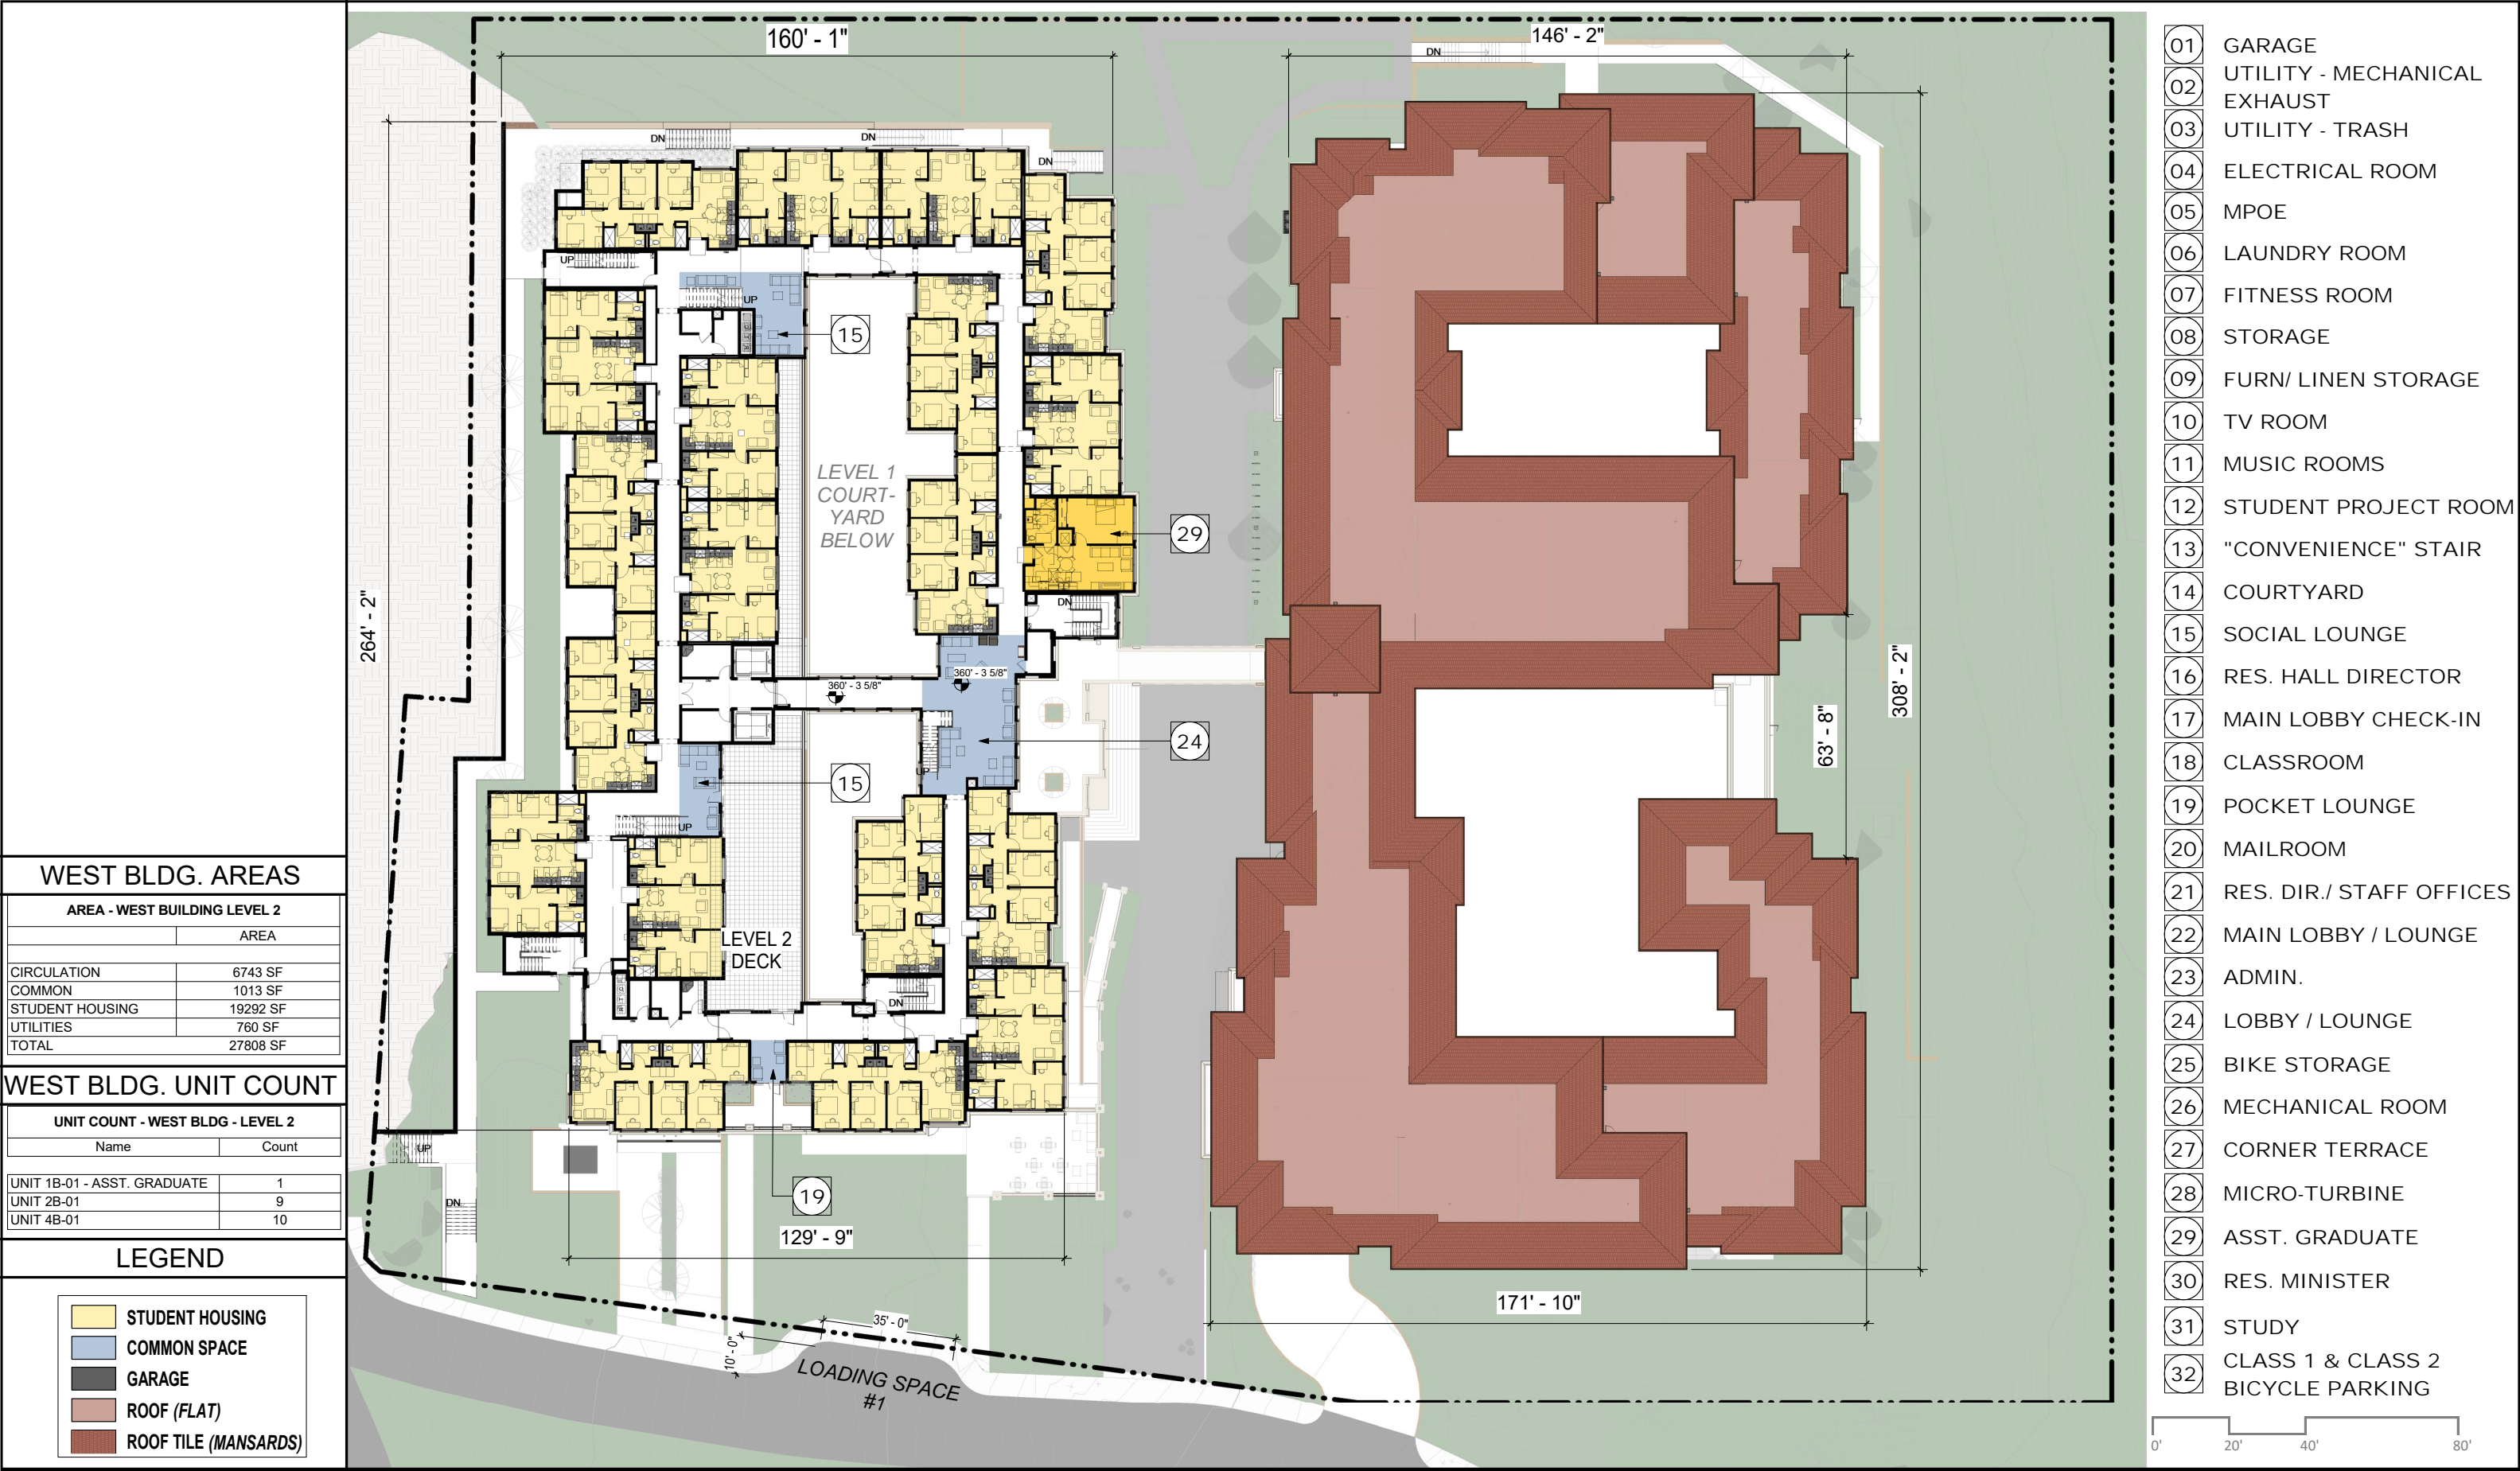 160' - 1"
146' - 2"
DN
DN
DN
DN
UP
UP
15
LEVEL 1
COURT-
YARD
BELOW
29
DN
264' - 2"
360' - 3 5/8"
360' - 3 5/8"
308' - 2"
63' - 8"
24
UP
15
UP
LEVEL 2
DECK
DN
UP
DN
19
129' - 9"
171' - 10"
35' - 0"
10' - 0"
LOADING SPACE
#1
WEST BLDG. AREAS
AREA - WEST BUILDING LEVEL 2
AREA
CIRCULATION 6743 SF
COMMON 1013 SF
STUDENT HOUSING 19292 SF
UTILITIES 760 SF
TOTAL 27808 SF
WEST BLDG. UNIT COUNT
UNIT COUNT - WEST BLDG - LEVEL 2
Name Count
UNIT 1B-01 - ASST. GRADUATE 1
UNIT 2B-01 9
UNIT 4B-01 10
LEGEND
STUDENT HOUSING
COMMON SPACE
GARAGE
ROOF (FLAT)
ROOF TILE (MANSARDS)
01 GARAGE
02 UTILITY - MECHANICAL
EXHAUST
03 UTILITY - TRASH
04 ELECTRICAL ROOM
05 MPOE
06 LAUNDRY ROOM
07 FITNESS ROOM
08 STORAGE
09 FURN/ LINEN STORAGE
10 TV ROOM
11 MUSIC ROOMS
12 STUDENT PROJECT ROOM
13 "CONVENIENCE" STAIR
14 COURTYARD
15 SOCIAL LOUNGE
16 RES. HALL DIRECTOR
17 MAIN LOBBY CHECK-IN
18 CLASSROOM
19 POCKET LOUNGE
20 MAILROOM
21 RES. DIR./ STAFF OFFICES
22 MAIN LOBBY / LOUNGE
23 ADMIN.
24 LOBBY / LOUNGE
25 BIKE STORAGE
26 MECHANICAL ROOM
27 CORNER TERRACE
28 MICRO-TURBINE
29 ASST. GRADUATE
30 RES. MINISTER
31 STUDY
32 CLASS 1 & CLASS 2
BICYCLE PARKING
0' 20' 40' 80'